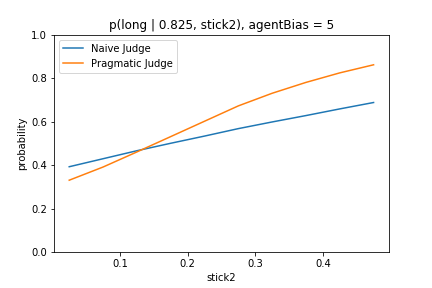 p(long | 0.825, stick2), agentBias = 5
Naive Judge
Pragmatic Judge
1.0
0.8
0.6
0.4
0.2
0.0
probability
0.1 0.2 0.3 0.4
stick2